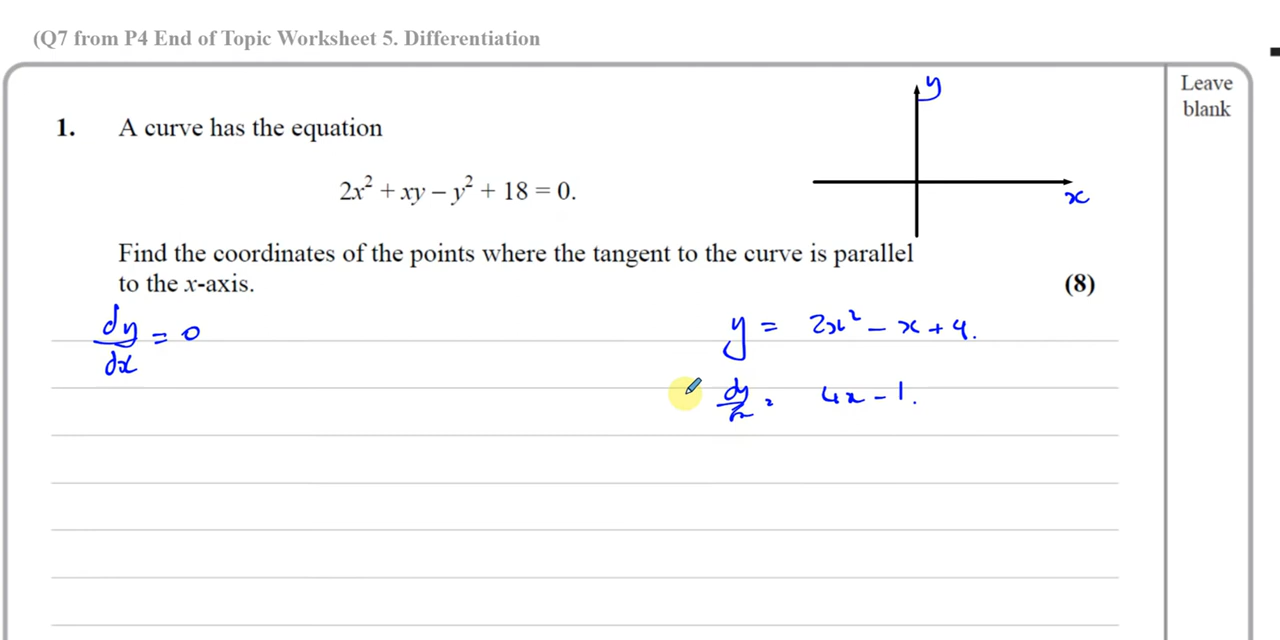 (Q7 from P4 End of Topic Worksheet 5. Differentiation
Leave
blank
y
x
1. A curve has the equation
2x² + xy – y² + 18 = 0.
Find the coordinates of the points where the tangent to the curve is parallel
to the x-axis.
(8)
dy/dx = 0
y = 2x² - x + 4.
dy/dx = 4x - 1.